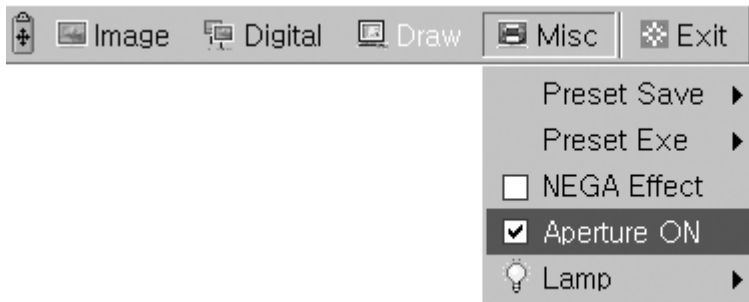 Image Digital Draw Misc Exit
Preset Save
Preset Exe
NEGA Effect
Aperture ON
Lamp